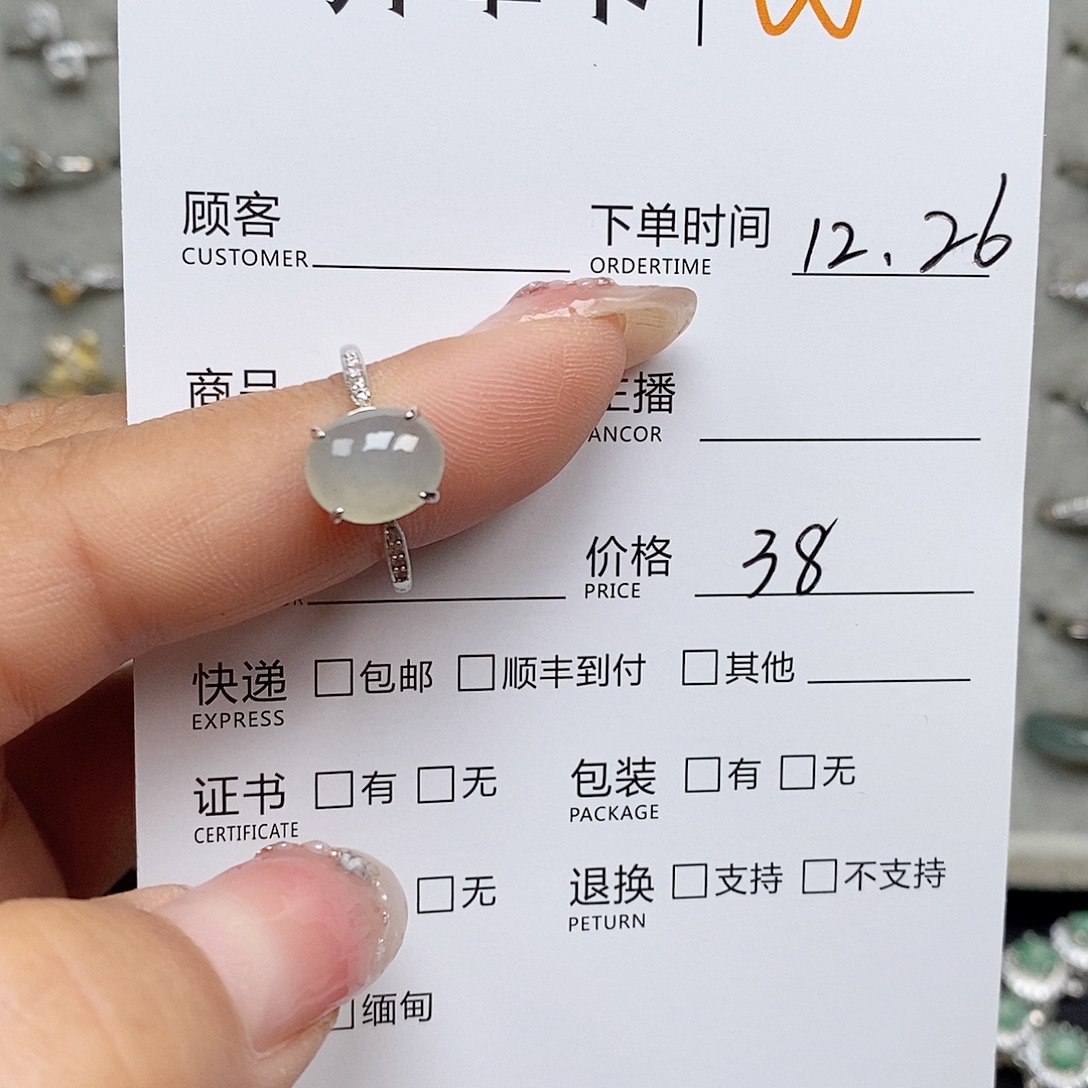 顾客 下单时间 12.26
CUSTOMER ORDERTIME
商品 主播
ANCOR
价格 38
PRICE
快递 □包邮 □顺丰到付 □其他
EXPRESS
证书 □有 □无 包装 □有 □无
CERTIFICATE PACKAGE
□无 退换 □支持 □不支持
PETURN
□缅甸